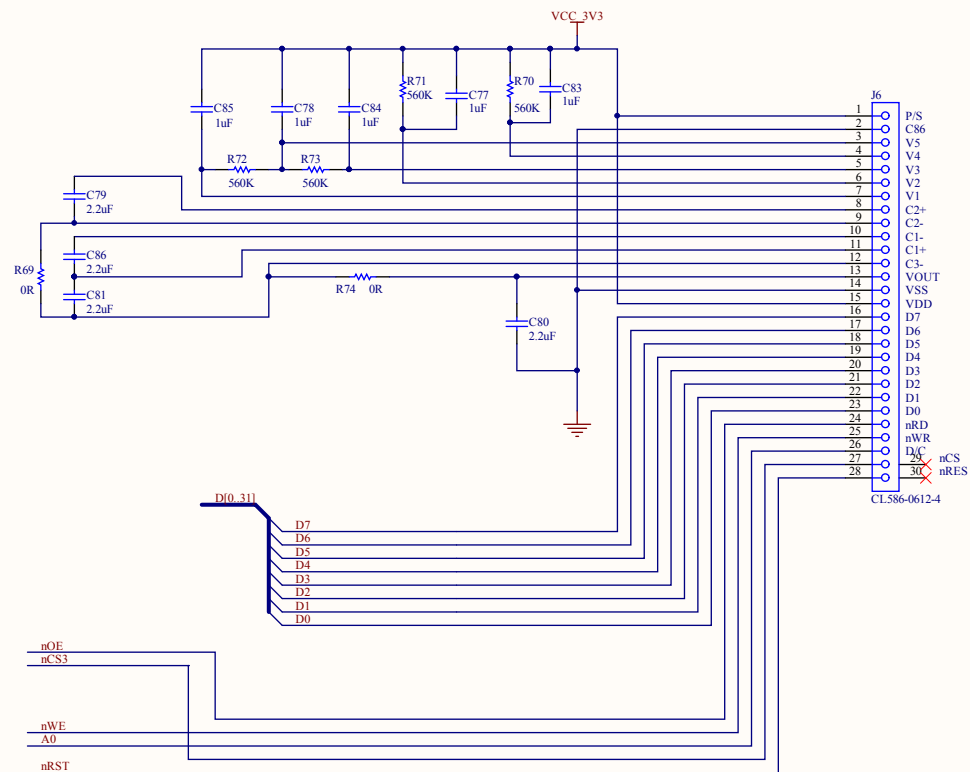 VCC_3V3
R71
560K
C77
1uF
R70
560K
C83
1uF
C85
1uF
C78
1uF
C84
1uF
R72
560K
R73
560K
C79
2.2uF
C86
2.2uF
R69
0R
C81
2.2uF
R74 0R
C80
2.2uF
J6
1 P/S
2 C86
3 V5
4 V4
5 V3
6 V2
7 V1
8 C2+
9 C2-
10 C1-
11 C1+
12 C3-
13 VOUT
14 VSS
15 VDD
16 D7
17 D6
18 D5
19 D4
20 D3
21 D2
22 D1
23 D0
24 nRD
25 nWR
26 D/C
27 29 nCS
28 30 nRES
CL586-0612-4
D[0..31]
D7
D6
D5
D4
D3
D2
D1
D0
nOE
nCS3
nWE
A0
nRST